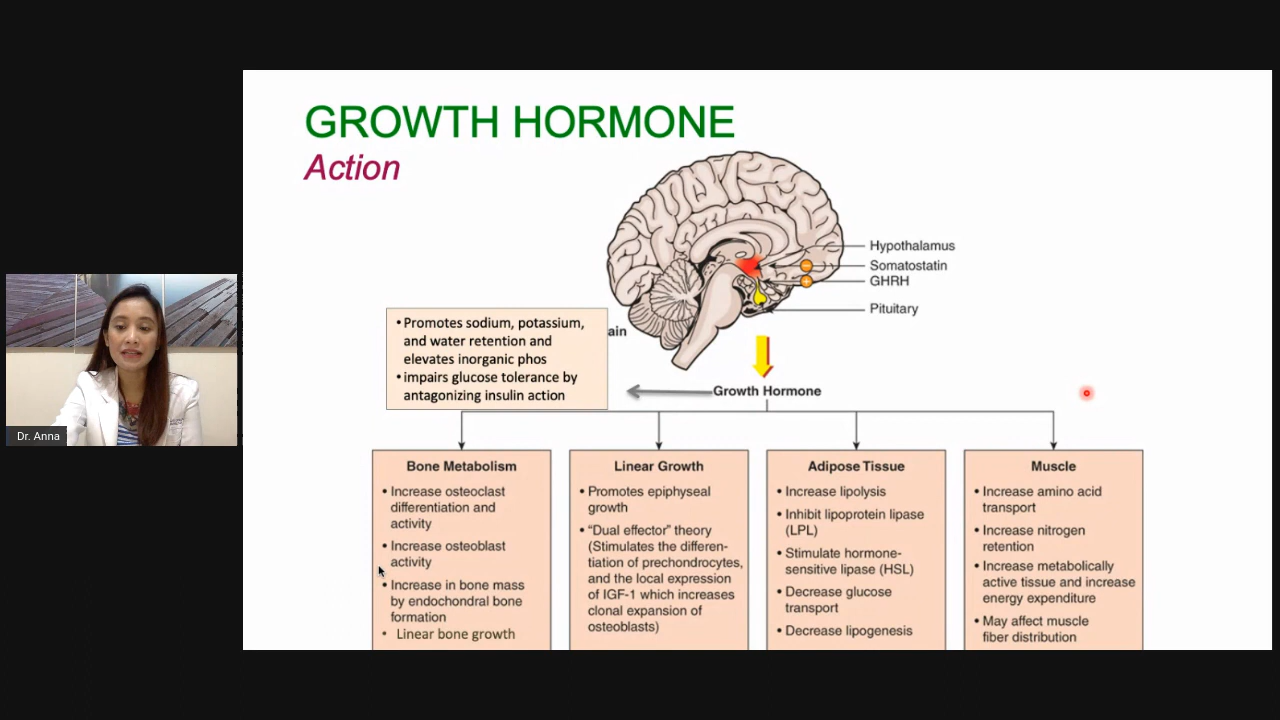 GROWTH HORMONE
Action
Hypothalamus
Somatostatin
GHRH
Pituitary
• Promotes sodium, potassium,
and water retention and
elevates inorganic phos
• impairs glucose tolerance by
antagonizing insulin action
ain
Growth Hormone
Dr. Anna
Bone Metabolism
• Increase osteoclast
differentiation and
activity
• Increase osteoblast
activity
• Increase in bone mass
by endochondral bone
formation
• Linear bone growth
Linear Growth
• Promotes epiphyseal
growth
• “Dual effector” theory
(Stimulates the differen-
tiation of prechondrocytes,
and the local expression
of IGF-1 which increases
clonal expansion of
osteoblasts)
Adipose Tissue
• Increase lipolysis
• Inhibit lipoprotein lipase
(LPL)
• Stimulate hormone-
sensitive lipase (HSL)
• Decrease glucose
transport
• Decrease lipogenesis
Muscle
• Increase amino acid
transport
• Increase nitrogen
retention
• Increase metabolically
active tissue and increase
energy expenditure
• May affect muscle
fiber distribution